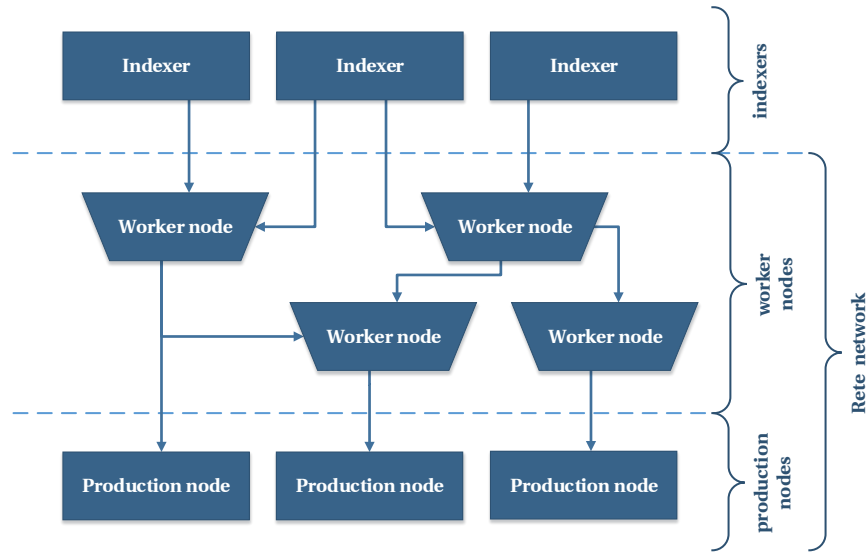 Indexer
Indexer
Indexer
indexers
Worker node
Worker node
worker
nodes
Worker node
Worker node
Rete network
Production node
Production node
Production node
production
nodes